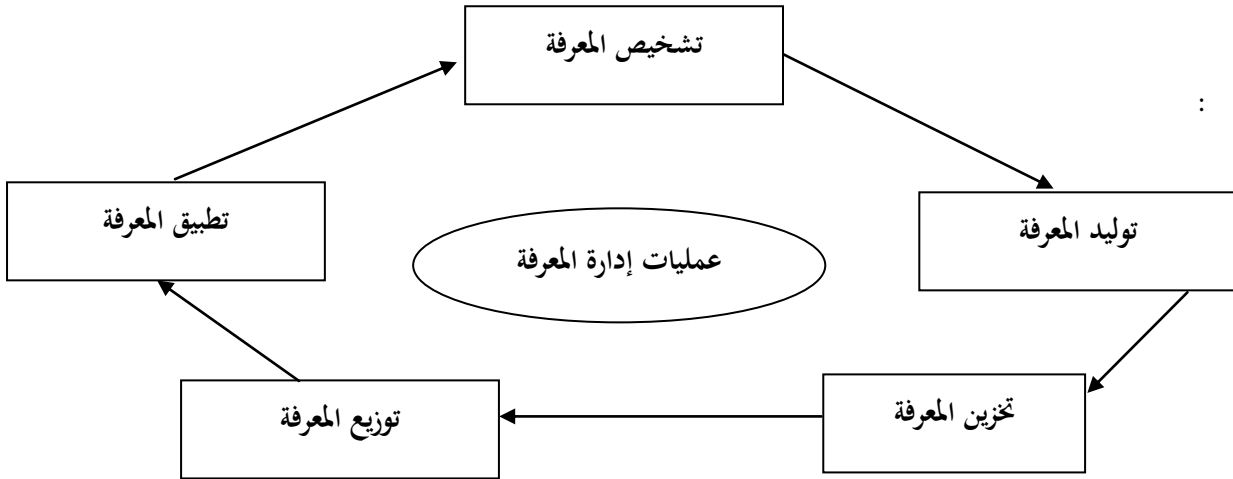 تشخيص المعرفة
:
توليد المعرفة
تطبيق المعرفة
عمليات إدارة المعرفة
تخزين المعرفة
توزيع المعرفة